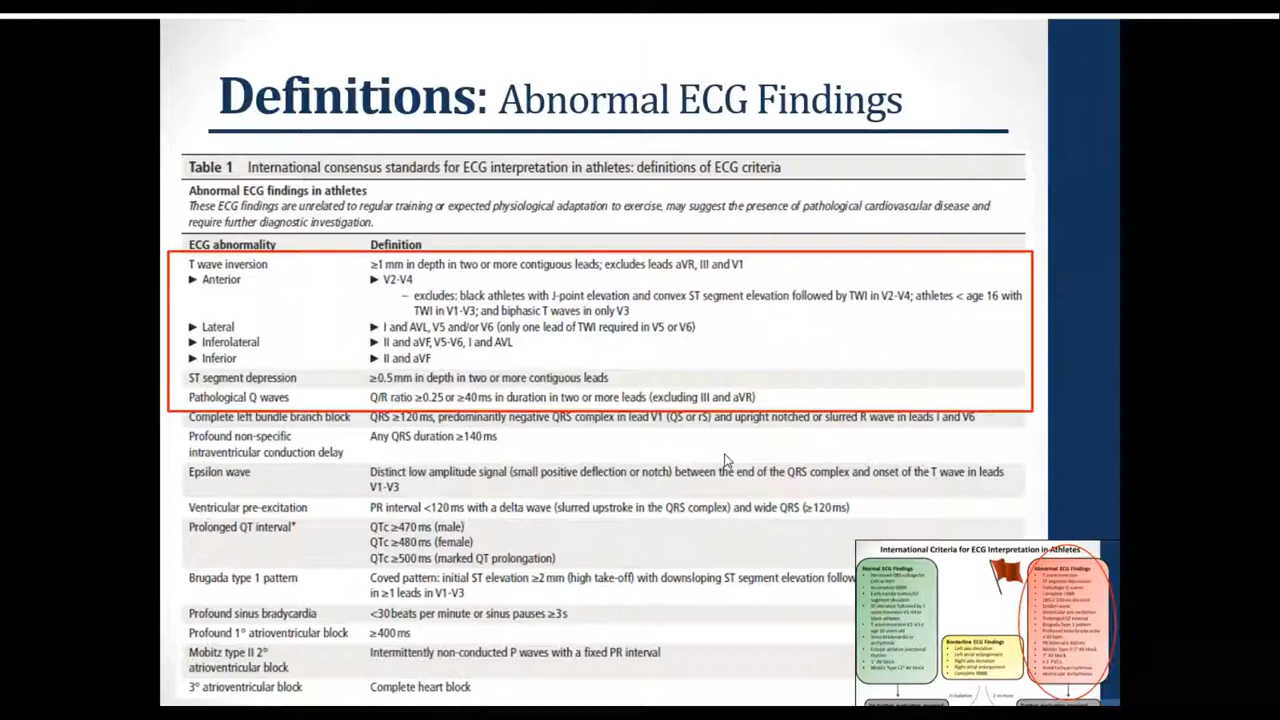 Definitions: Abnormal ECG Findings
Table 1 International consensus standards for ECG interpretation in athletes: definitions of ECG criteria
Abnormal ECG findings in athletes
These ECG findings are unrelated to regular training or expected physiological adaptation to exercise, may suggest the presence of pathological cardiovascular disease and
require further diagnostic investigation.
ECG abnormality Definition
T wave inversion ≥1 mm in depth in two or more contiguous leads; excludes leads aVR, III and V1
► Anterior ► V2-V4
– excludes: black athletes with J-point elevation and convex ST segment elevation followed by TWI in V2-V4; athletes < age 16 with
TWI in V1-V3; and biphasic T waves in only V3
► Lateral ► I and AVL, V5 and/or V6 (only one lead of TWI required in V5 or V6)
► Inferolateral ► II and aVF, V5-V6, I and AVL
► Inferior ► II and aVF
ST segment depression ≥0.5 mm in depth in two or more contiguous leads
Pathological Q waves Q/R ratio ≥0.25 or ≥40 ms in duration in two or more leads (excluding III and aVR)
Complete left bundle branch block QRS ≥120 ms, predominantly negative QRS complex in lead V1 (QS or rS) and upright notched or slurred R wave in leads I and V6
Profound non-specific Any QRS duration ≥140 ms
intraventricular conduction delay
Epsilon wave Distinct low amplitude signal (small positive deflection or notch) between the end of the QRS complex and onset of the T wave in leads
V1-V3
Ventricular pre-excitation PR interval <120 ms with a delta wave (slurred upstroke in the QRS complex) and wide QRS (≥120 ms)
Prolonged QT interval* QTc ≥470 ms (male)
QTc ≥480 ms (female)
QTc ≥500 ms (marked QT prolongation)
Brugada type 1 pattern Coved pattern: initial ST elevation ≥2 mm (high take-off) with downsloping ST segment elevation follow
in ≥1 leads in V1-V3
Profound sinus bradycardia <30 beats per minute or sinus pauses ≥3 s
Profound 1° atrioventricular block ≥400 ms
Mobitz type II 2° Intermittently non-conducted P waves with a fixed PR interval
atrioventricular block
3° atrioventricular block Complete heart block
International Criteria for ECG Interpretation in Athletes
Normal ECG Findings
Abnormal ECG Findings
Borderline ECG Findings
Left axis deviation
Left atrial enlargement
Right axis deviation
Right atrial enlargement
Complete RBBB